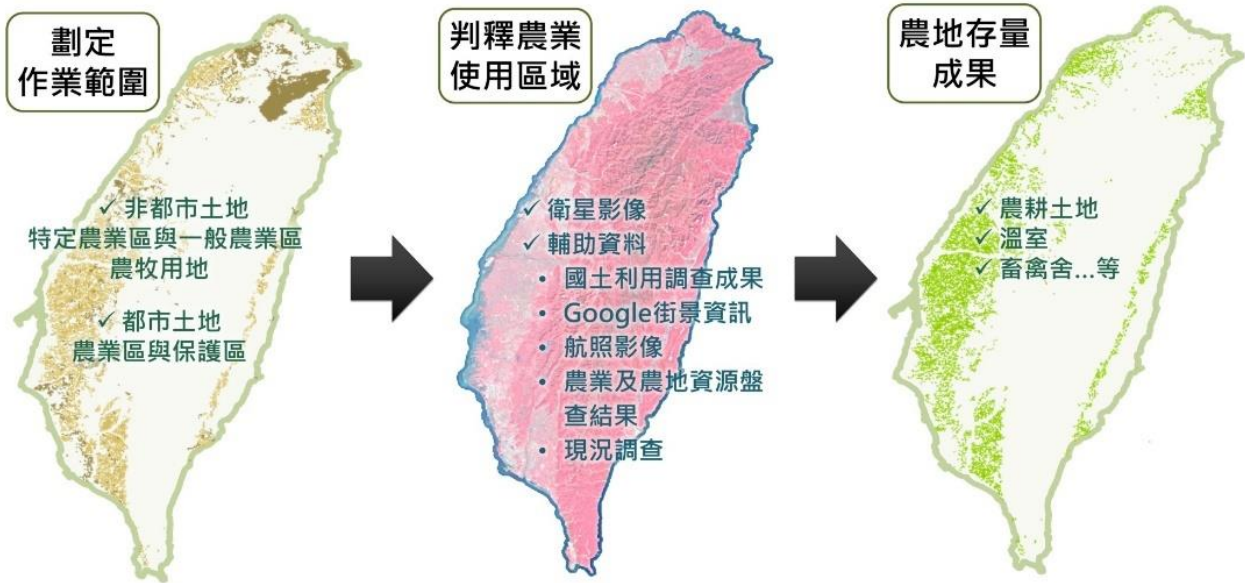 劃定
作業範圍
✓ 非都市土地
特定農業區與一般農業區
農牧用地
✓ 都市土地
農業區與保護區
判釋農業
使用區域
✓ 衛星影像
✓ 輔助資料
• 國土利用調查成果
• Google街景資訊
• 航照影像
• 農業及農地資源盤
查結果
• 現況調查
農地存量
成果
✓ 農耕土地
✓ 溫室
✓ 畜禽舍...等